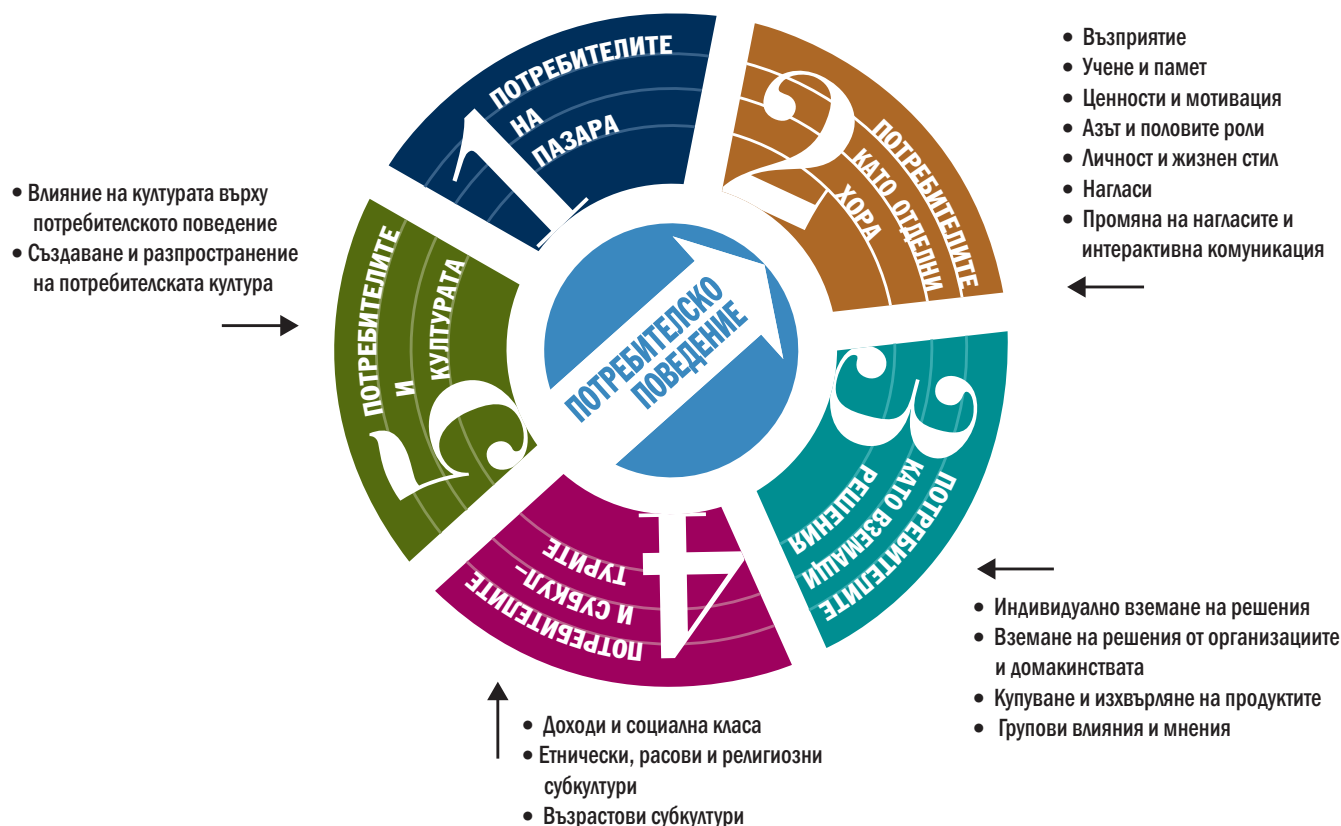 1
ПОТРЕБИТЕЛИТЕ
НА
ПАЗАРА
2
ПОТРЕБИТЕЛИТЕ
КАТО ОТДЕЛНИ
ХОРА
• Възприятие
• Учене и памет
• Ценности и мотивация
• Азът и половите роли
• Личност и жизнен стил
• Нагласи
• Промяна на нагласите и
интерактивна комуникация
3
ПОТРЕБИТЕЛИТЕ
КАТО ВЗЕМАЩИ
РЕШЕНИЯ
• Индивидуално вземане на решения
• Вземане на решения от организациите
и домакинствата
• Купуване и изхвърляне на продуктите
• Групови влияния и мнения
4
ПОТРЕБИТЕЛИТЕ
И СУБКУЛ–
ТУРИТЕ
• Доходи и социална класа
• Етнически, расови и религиозни
субкултури
• Възрастови субкултури
5
ПОТРЕБИТЕЛИТЕ
И
КУЛТУРАТА
• Влияние на културата върху
потребителското поведение
• Създаване и разпространение
на потребителската култура
ПОТРЕБИТЕЛСКО
ПОВЕДЕНИЕ